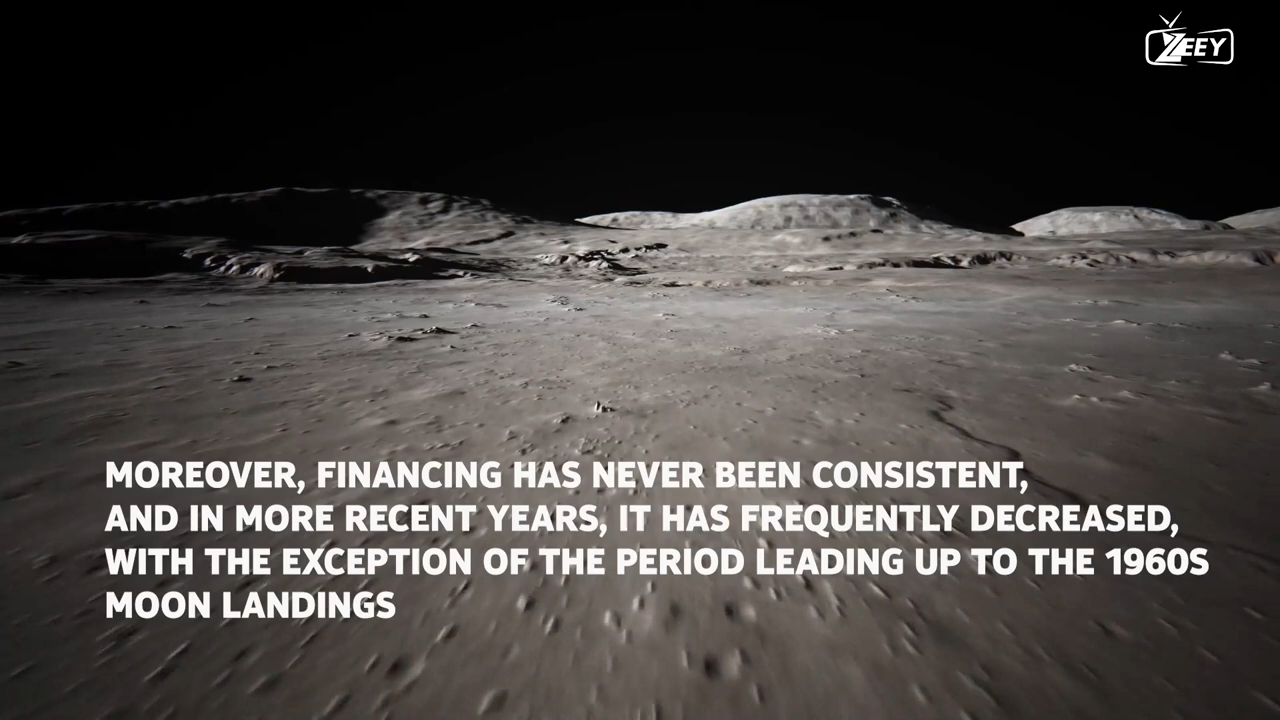 ZEEY
MOREOVER, FINANCING HAS NEVER BEEN CONSISTENT,
AND IN MORE RECENT YEARS, IT HAS FREQUENTLY DECREASED,
WITH THE EXCEPTION OF THE PERIOD LEADING UP TO THE 1960S
MOON LANDINGS